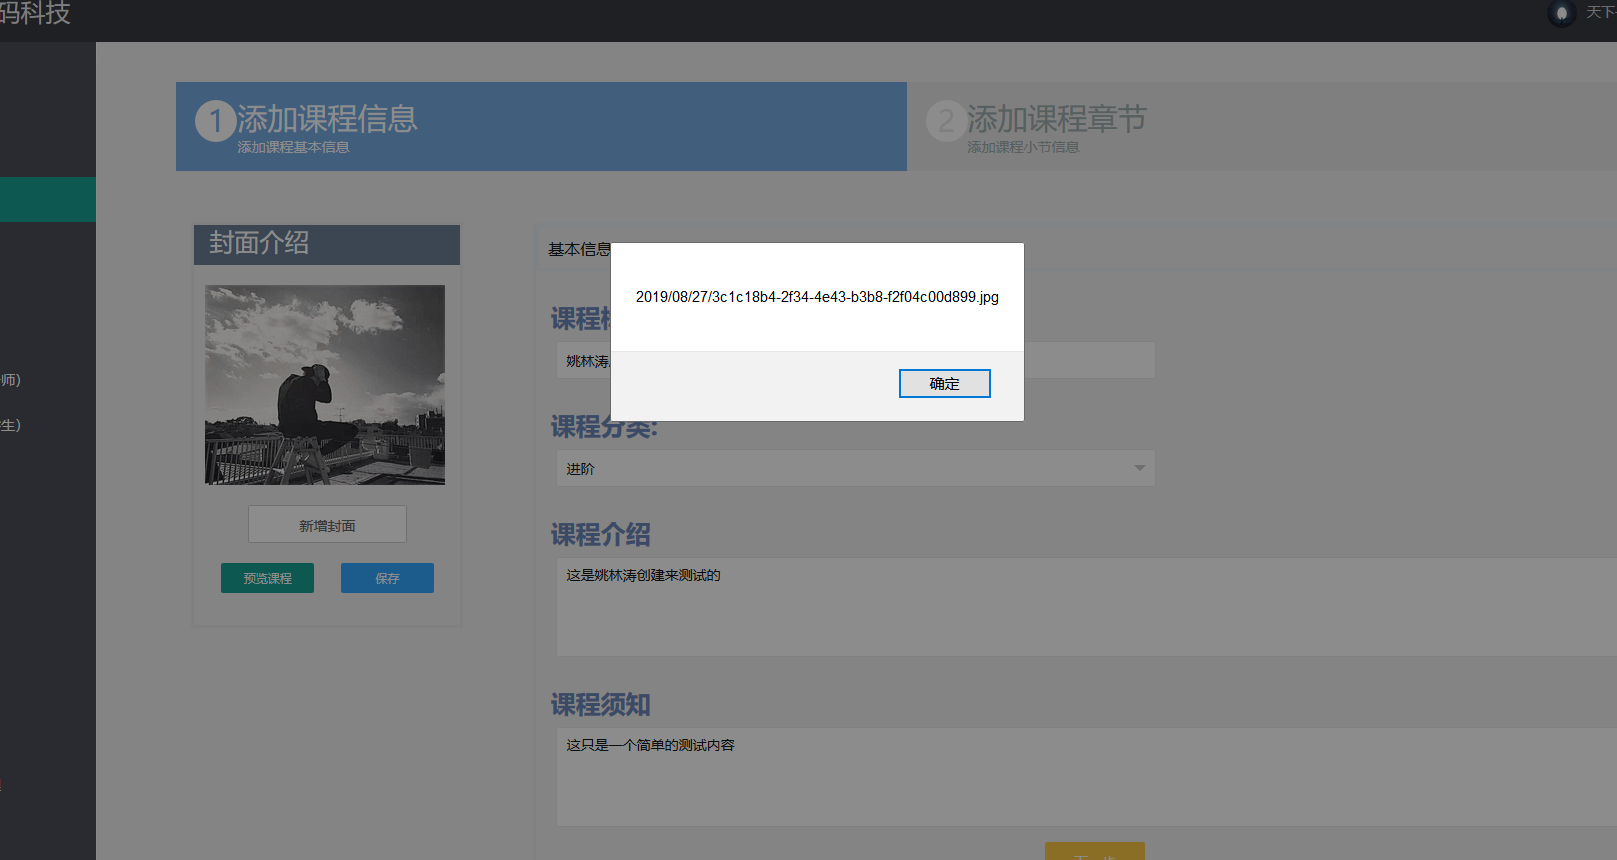 码科技
天下
1 添加课程信息
添加课程基本信息
2 添加课程章节
添加课程小节信息
封面介绍
基本信息
2019/08/27/3c1c18b4-2f34-4e43-b3b8-f2f04c00d899.jpg
确定
课程
姚林涛
师)
生)
课程分类:
进阶
新增封面
预览课程
保存
课程介绍
这是姚林涛创建来测试的
课程须知
这只是一个简单的测试内容